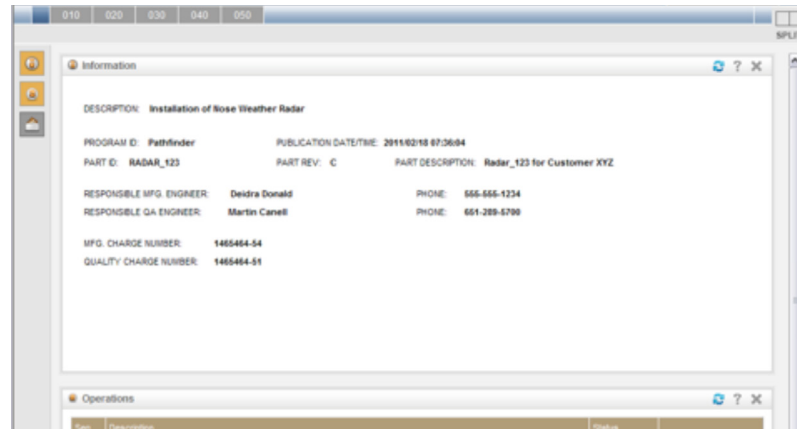 010 020 030 040 050
SPLI
Information
DESCRIPTION: Installation of Nose Weather Radar
PROGRAM ID: Pathfinder PUBLICATION DATE/TIME: 2011/02/18 07:36:04
PART ID: RADAR_123 PART REV: C PART DESCRIPTION: Radar_123 for Customer XYZ
RESPONSIBLE MFG. ENGINEER: Deidra Donald PHONE: 555-555-1234
RESPONSIBLE QA ENGINEER: Martin Canell PHONE: 651-289-5700
MFG. CHARGE NUMBER: 1465464-54
QUALITY CHARGE NUMBER: 1465464-51
Operations
Seq Description Status